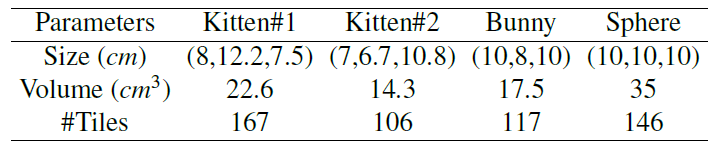 Parameters Kitten#1 Kitten#2 Bunny Sphere
Size (cm) (8,12.2,7.5) (7,6.7,10.8) (10,8,10) (10,10,10)
Volume (cm³) 22.6 14.3 17.5 35
#Tiles 167 106 117 146